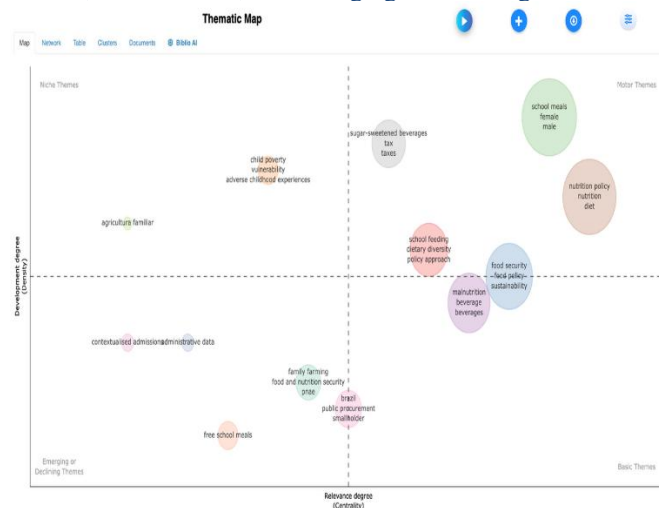 Thematic Map
Map Network Table Clusters Documents Biblio AI
Niche Themes
Motor Themes
school meals
female
male
sugar-sweetened beverages
tax
taxes
child poverty
vulnerability
adverse childhood experiences
nutrition policy
nutrition
diet
agricultura familiar
school feeding
dietary diversity
policy approach
food security
food policy
sustainability
malnutrition
beverage
beverages
contextualised admissions
administrative data
family farming
food and nutrition security
pnae
brazil
public procurement
smallholder
free school meals
Emerging or
Declining Themes
Basic Themes
Development degree
(Density)
Relevance degree
(Centrality)